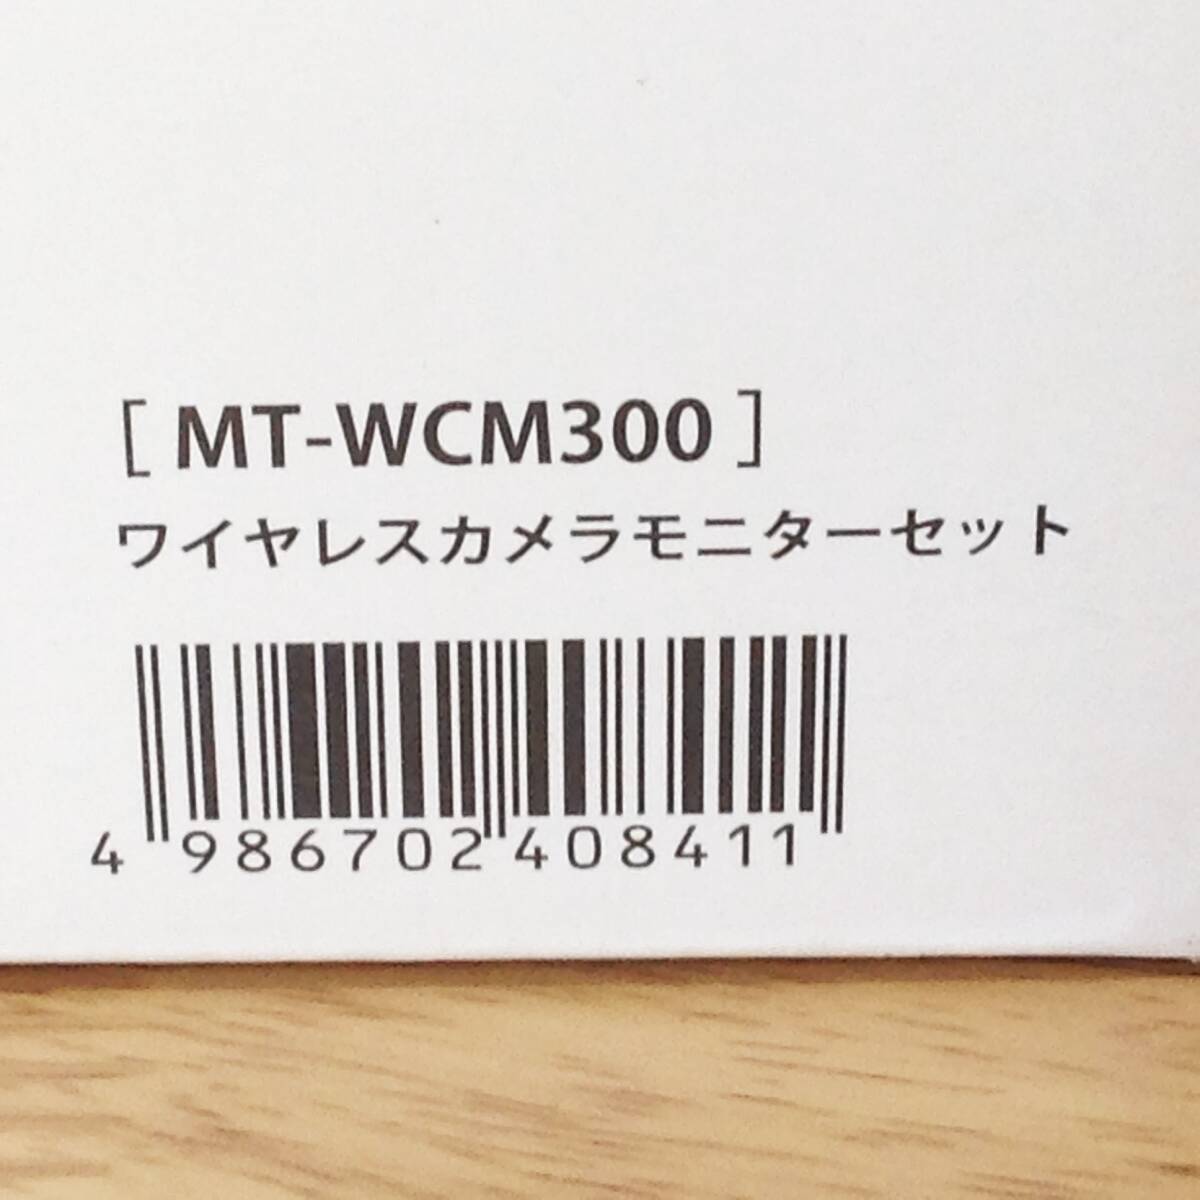 [ MT-WCM300 ]
ワイヤレスカメラモニターセット
4 986702 408411